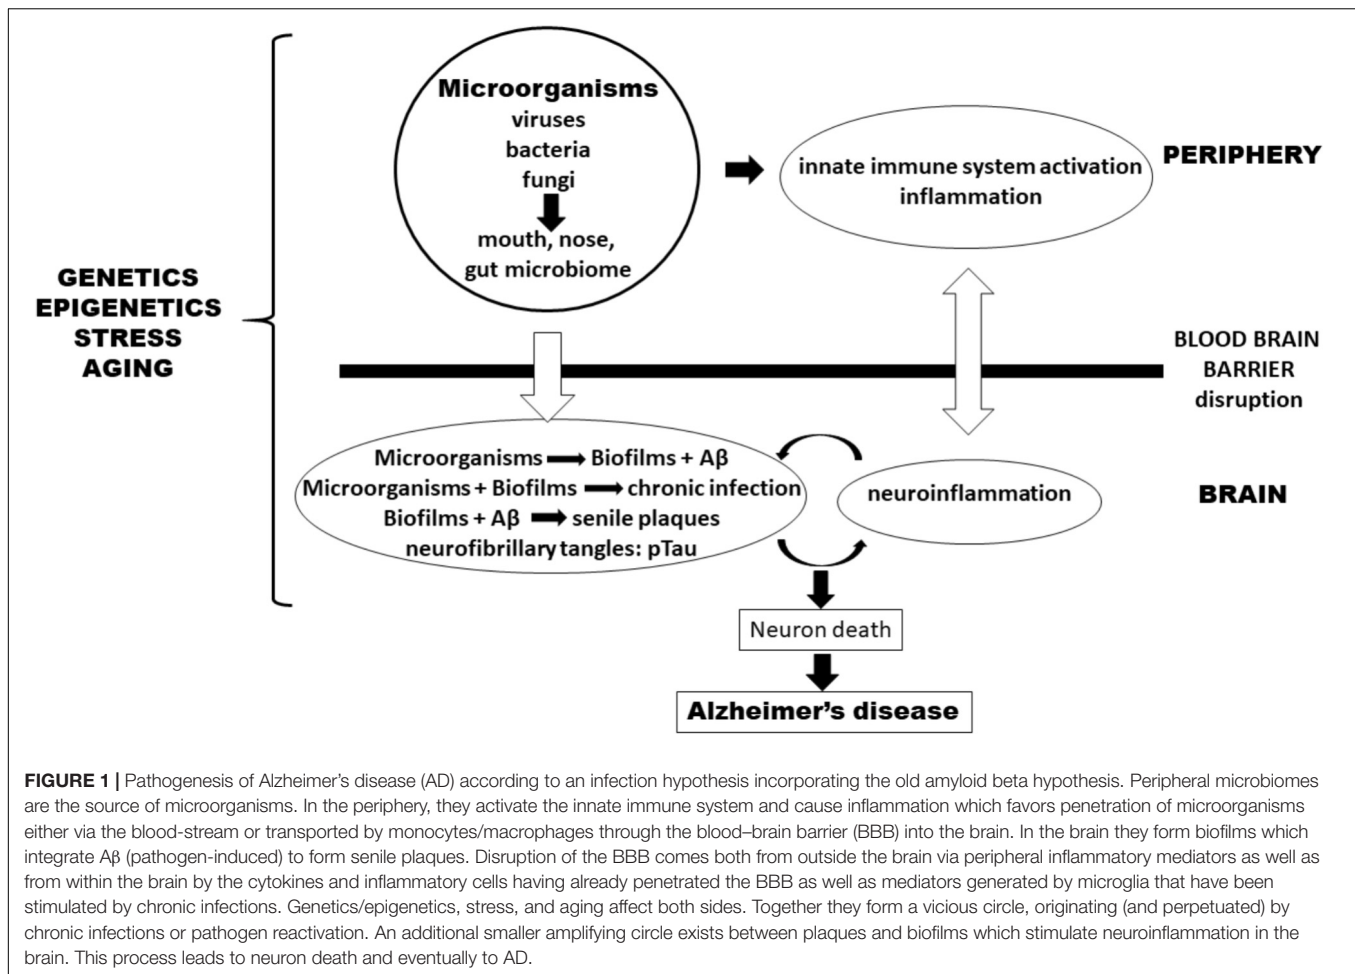 Microorganisms
viruses
bacteria
fungi
mouth, nose,
gut microbiome
innate immune system activation
inflammation
PERIPHERY
GENETICS
EPIGENETICS
STRESS
AGING
BLOOD BRAIN
BARRIER
disruption
Microorganisms → Biofilms + Aβ
Microorganisms + Biofilms → chronic infection
Biofilms + Aβ → senile plaques
neurofibrillary tangles: pTau
neuroinflammation
BRAIN
Neuron death
Alzheimer's disease
FIGURE 1 | Pathogenesis of Alzheimer's disease (AD) according to an infection hypothesis incorporating the old amyloid beta hypothesis. Peripheral microbiomes
are the source of microorganisms. In the periphery, they activate the innate immune system and cause inflammation which favors penetration of microorganisms
either via the blood-stream or transported by monocytes/macrophages through the blood–brain barrier (BBB) into the brain. In the brain they form biofilms which
integrate Aβ (pathogen-induced) to form senile plaques. Disruption of the BBB comes both from outside the brain via peripheral inflammatory mediators as well as
from within the brain by the cytokines and inflammatory cells having already penetrated the BBB as well as mediators generated by microglia that have been
stimulated by chronic infections. Genetics/epigenetics, stress, and aging affect both sides. Together they form a vicious circle, originating (and perpetuated) by
chronic infections or pathogen reactivation. An additional smaller amplifying circle exists between plaques and biofilms which stimulate neuroinflammation in the
brain. This process leads to neuron death and eventually to AD.